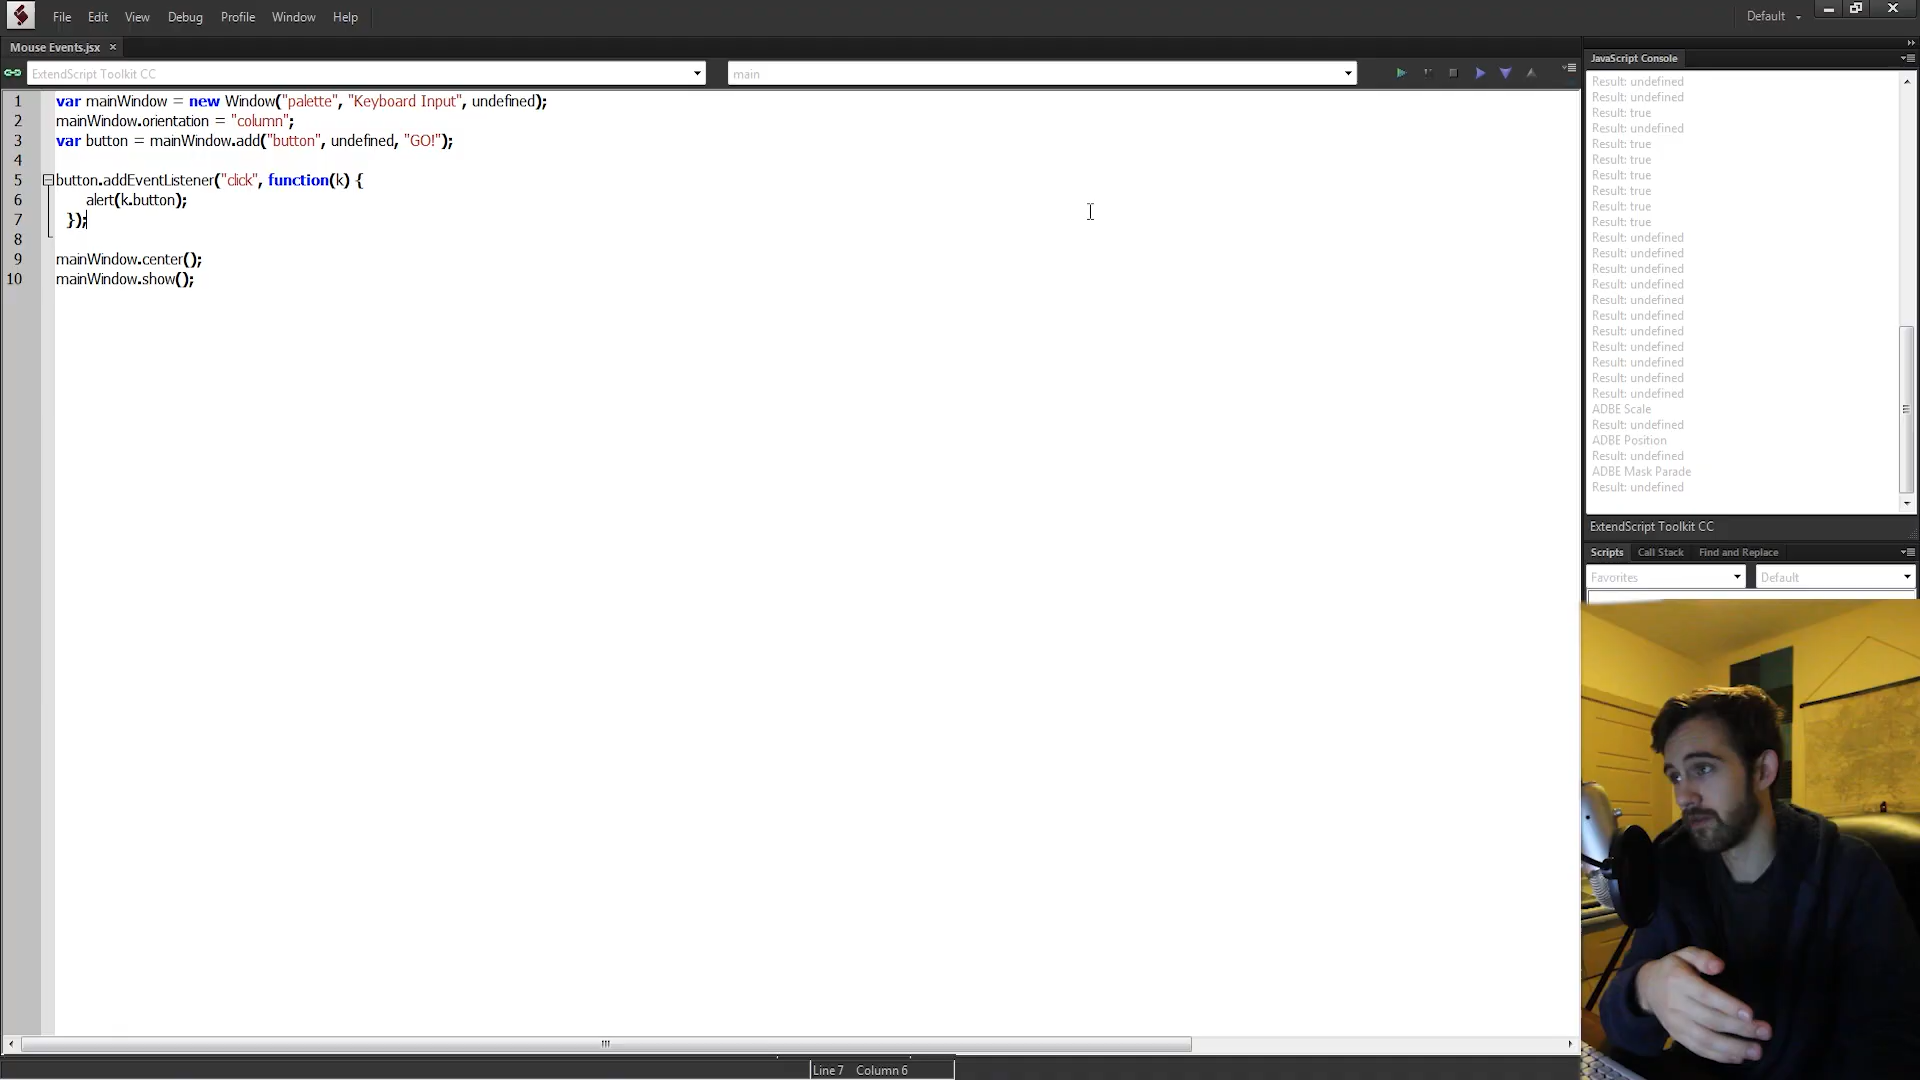 File Edit View Debug Profile Window Help
Default
Mouse Events.jsx ×
ExtendScript Toolkit CC
main
1 var mainWindow = new Window("palette", "Keyboard Input", undefined);
2 mainWindow.orientation = "column";
3 var button = mainWindow.add("button", undefined, "GO!");
4
5 button.addEventListener("click", function(k) {
6 alert(k.button);
7 });
8
9 mainWindow.center();
10 mainWindow.show();
Line 7 Column 6
JavaScript Console
Result: undefined
Result: undefined
Result: true
Result: undefined
Result: true
Result: true
Result: true
Result: true
Result: true
Result: true
Result: undefined
Result: undefined
Result: undefined
Result: undefined
Result: undefined
Result: undefined
Result: undefined
Result: undefined
Result: undefined
Result: undefined
Result: undefined
ADBE Scale
Result: undefined
ADBE Position
Result: undefined
ADBE Mask Parade
Result: undefined
ExtendScript Toolkit CC
Scripts Call Stack Find and Replace
Favorites Default